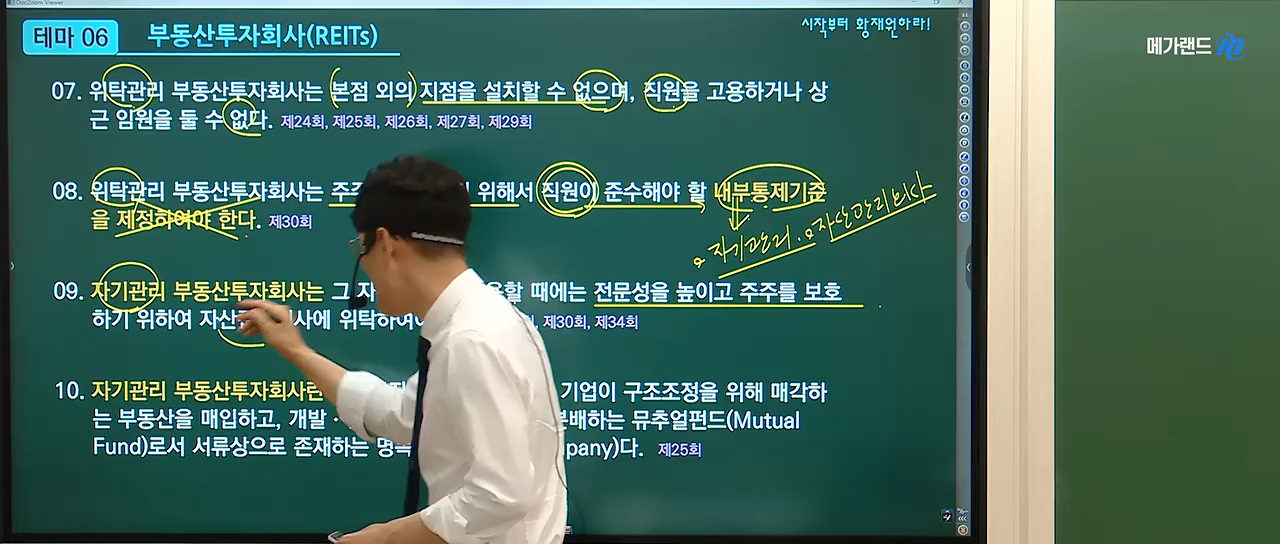 DocZoom Viewer
테마 06 부동산투자회사(REITs)
시작부터 황재원하라!
메가랜드
07. 위탁관리 부동산투자회사는 본점 외의 지점을 설치할 수 없으며, 직원을 고용하거나 상
근 임원을 둘 수 없다. 제24회, 제25회, 제26회, 제27회, 제29회
08. 위탁관리 부동산투자회사는 주주 위해서 직원이 준수해야 할 내부통제기준
을 제정하여야 한다. 제30회
자기관리. 자산관리회사
09. 자기관리 부동산투자회사는 그 할 때에는 전문성을 높이고 주주를 보호
하기 위하여 위탁하여야 제30회, 제34회
10. 자기관리 부동산투자회사란 기업이 구조조정을 위해 매각하
는 부동산을 매입하고, 개발· 분배하는 뮤추얼펀드(Mutual
Fund)로서 서류상으로 존재하는 다. 제25회